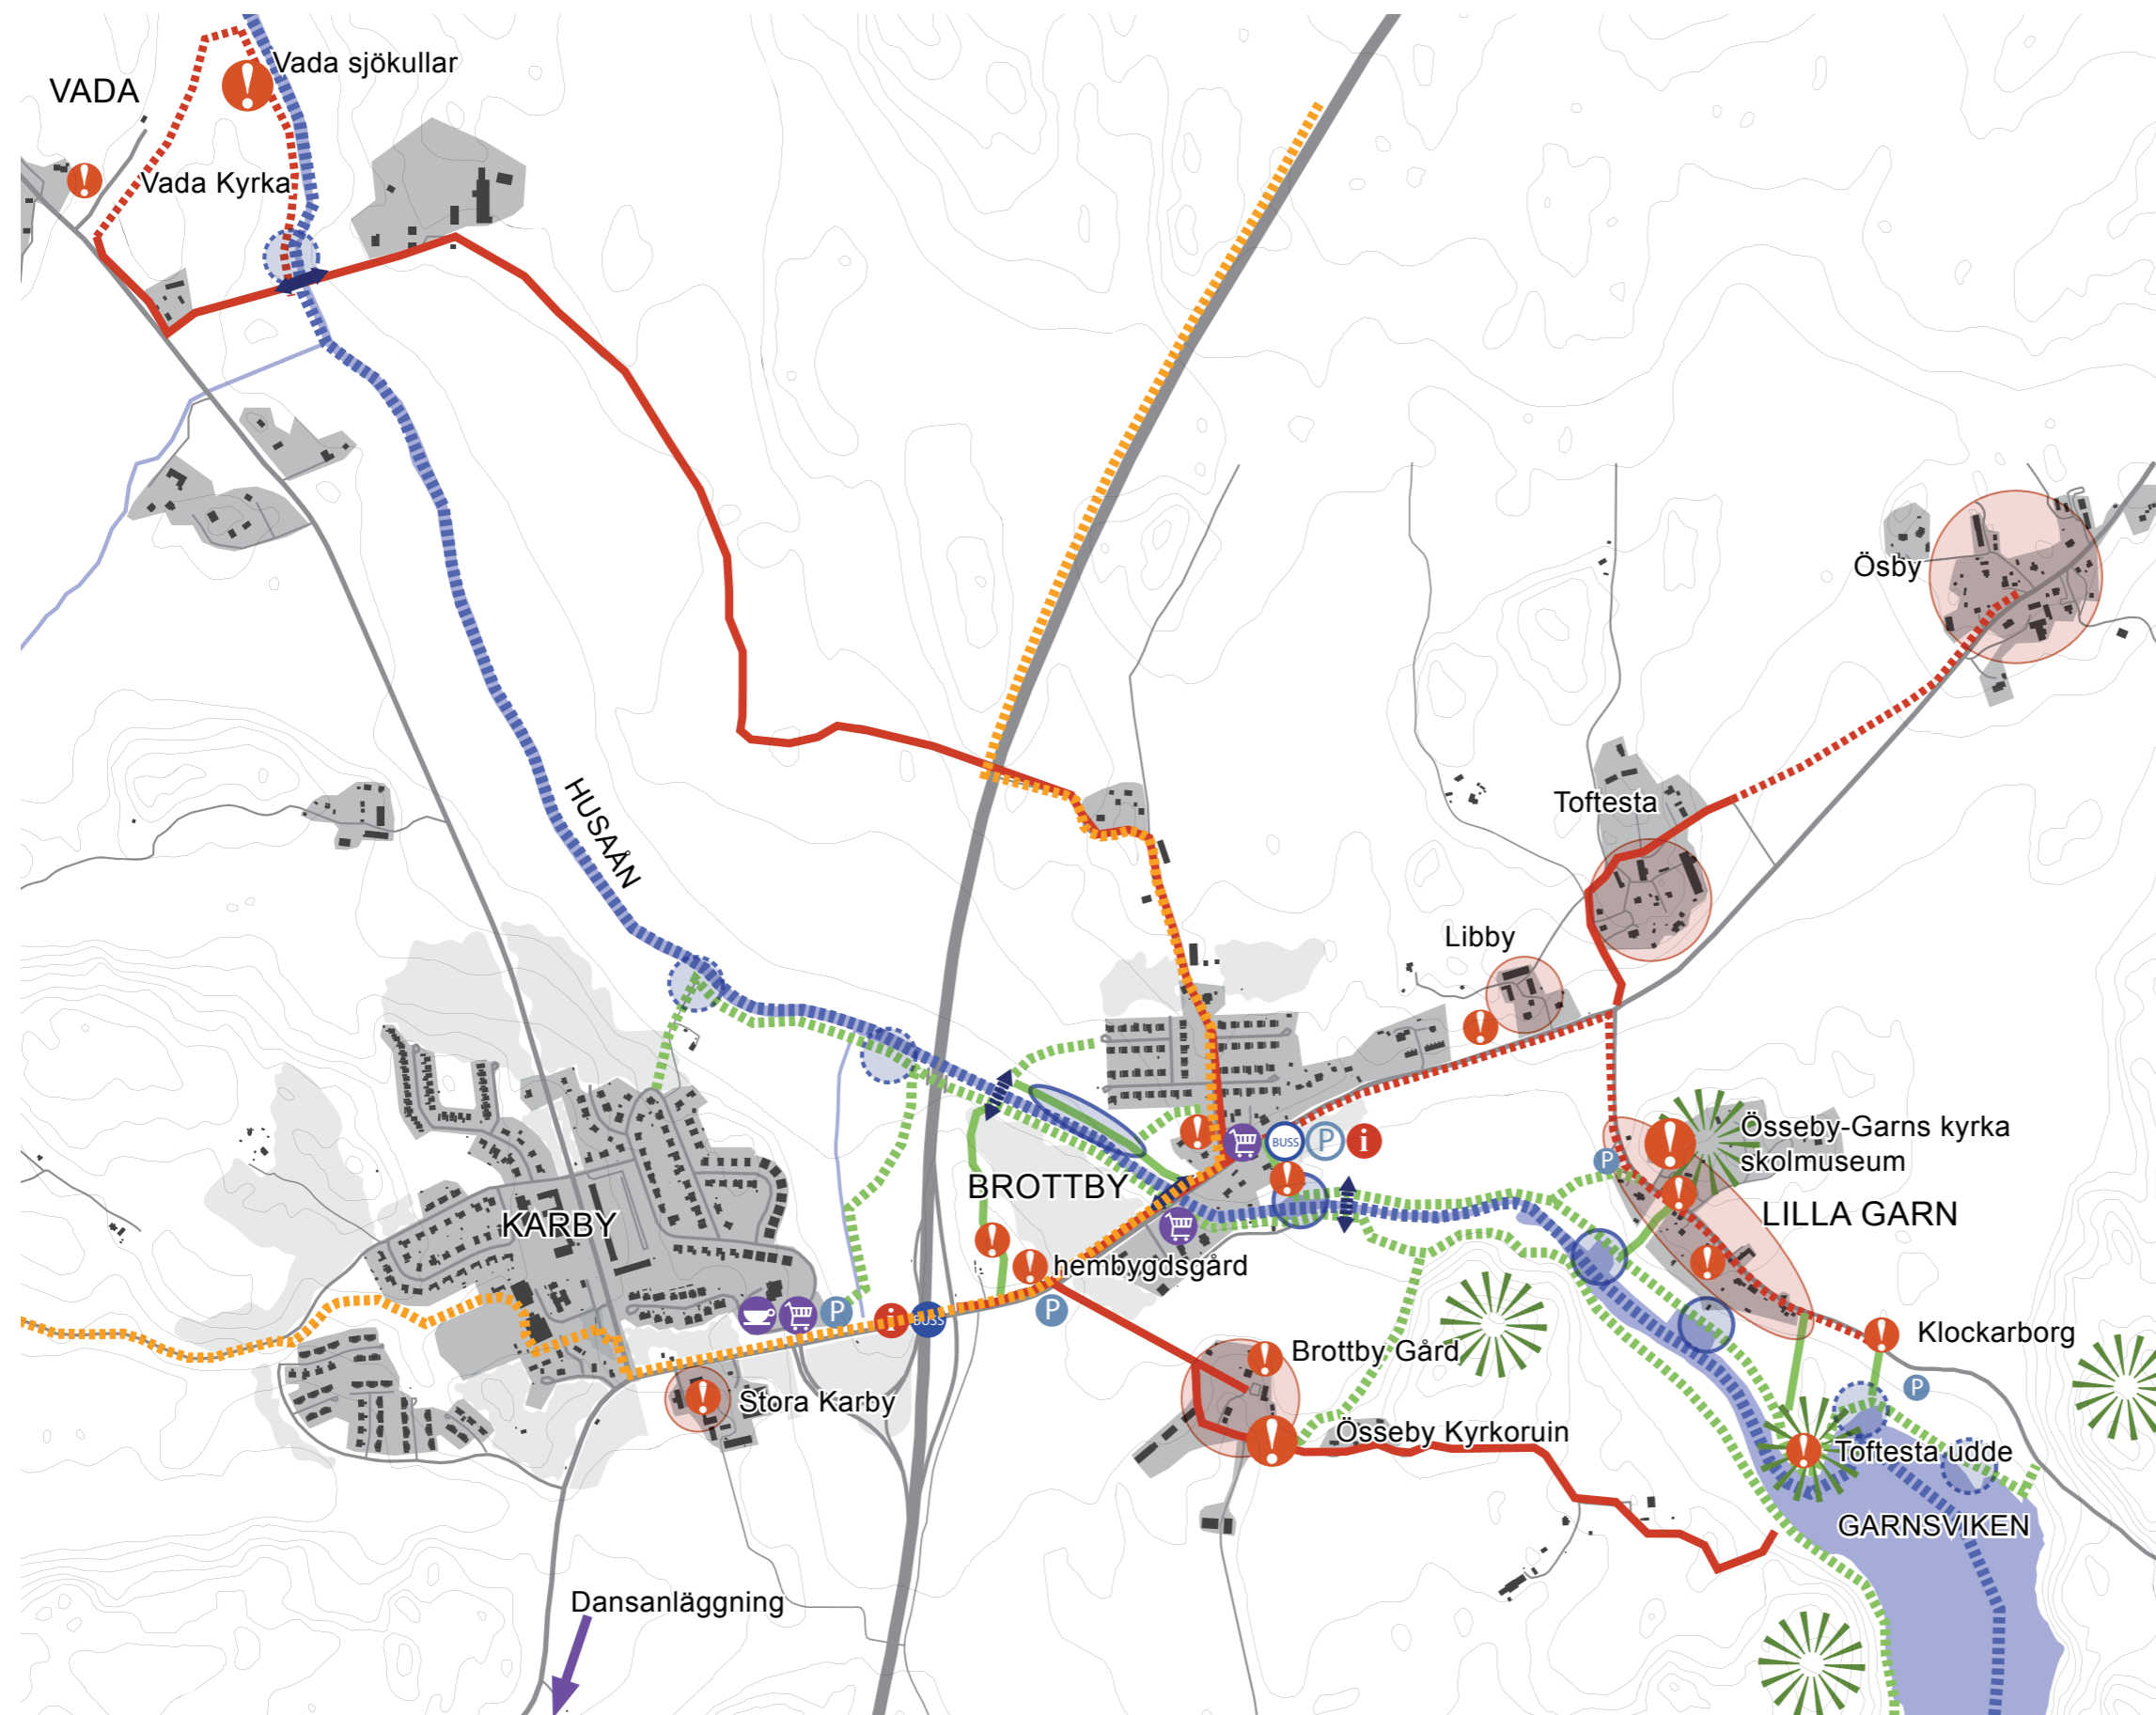 Vada sjökullar
VADA
Vada Kyrka
Ösby
HUSAÅN
Toftesta
Libby
Össeby-Garns kyrka
skolmuseum
BUSS
P
i
P
BROTTBY
LILLA GARN
KARBY
hembygdsgård
P
i
BUSS
P
Klockarborg
Brottby Gård
P
Stora Karby
Össeby Kyrkoruin
Toftesta udde
GARNSVIKEN
Dansanläggning